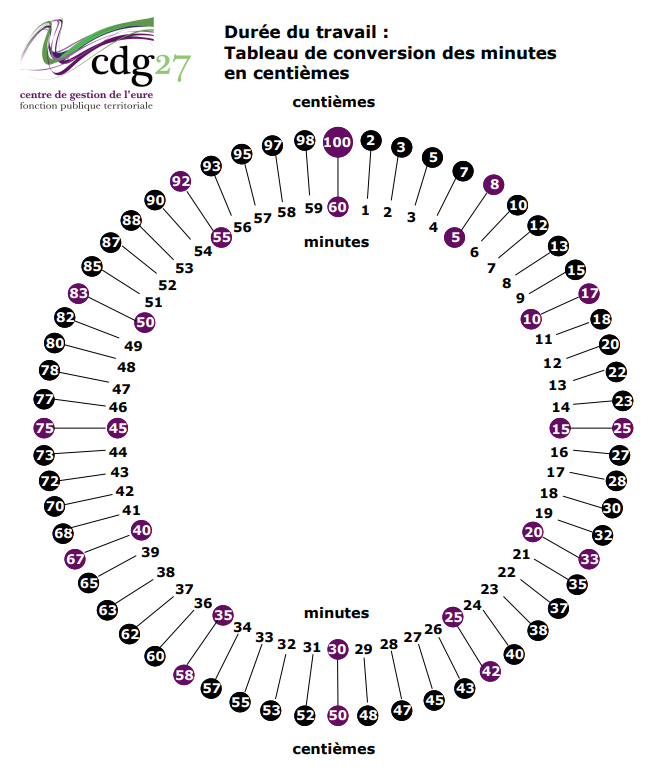 cdg27
centre de gestion de l'eure
fonction publique territoriale
Durée du travail :
Tableau de conversion des minutes
en centièmes
centièmes
100 2 3 5 7 8 10 12 13 15 17 18 20 22 23 25 27 28 30 32 33 35 37 38 40 42 43 45 47 48 50 52 53 55 57 58 60 62 63 65 67 68 70 72 73 75 77 78 80 82 83 85 87 88 90 92 93 95 97 98
60 1 2 3 4 5 6 7 8 9 10 11 12 13 14 15 16 17 18 19 20 21 22 23 24 25 26 27 28 29 30 31 32 33 34 35 36 37 38 39 40 41 42 43 44 45 46 47 48 49 50 51 52 53 54 55 56 57 58 59
minutes
minutes
centièmes